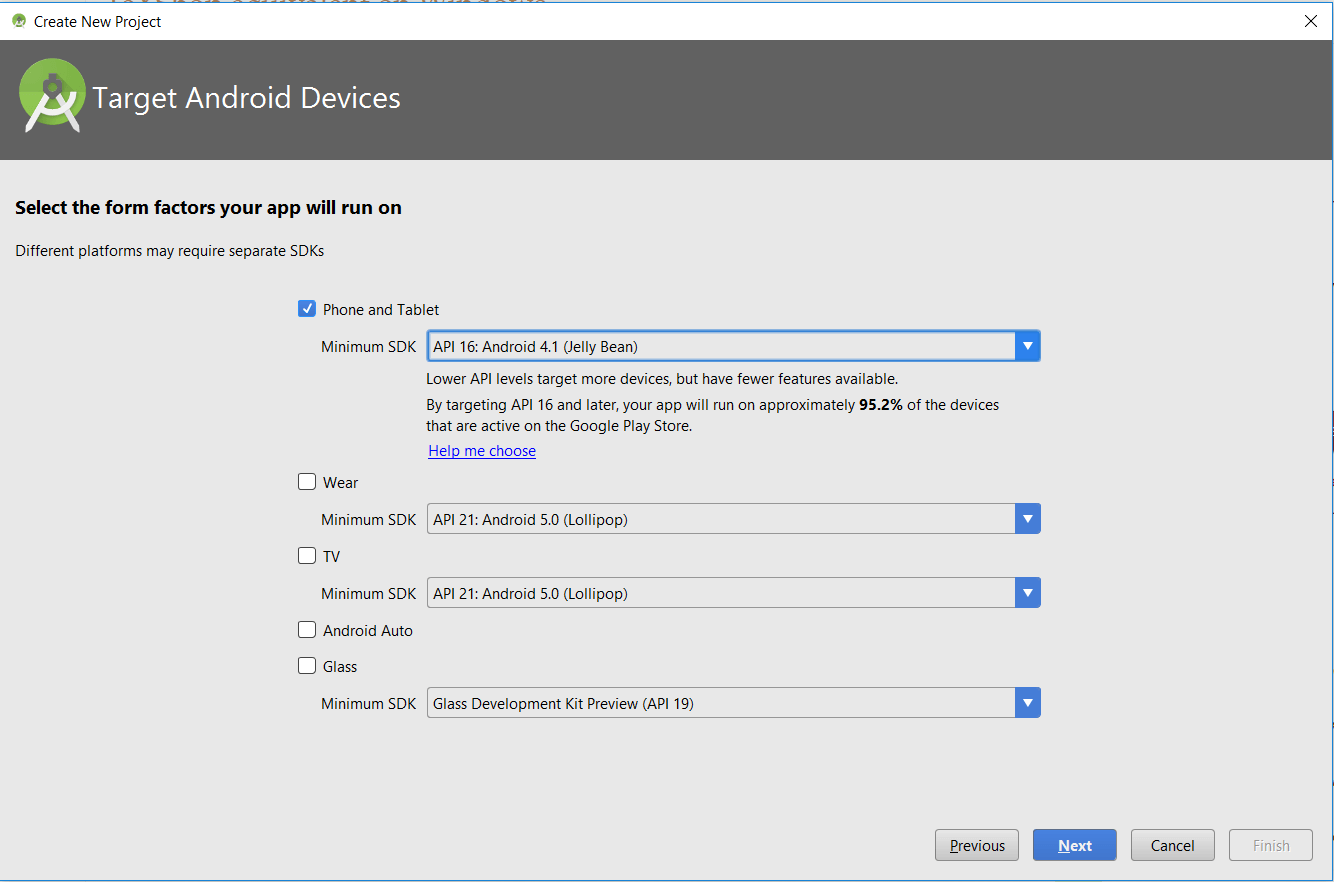 Create New Project
Target Android Devices
Select the form factors your app will run on
Different platforms may require separate SDKs
Phone and Tablet
Minimum SDK API 16: Android 4.1 (Jelly Bean)
Lower API levels target more devices, but have fewer features available.
By targeting API 16 and later, your app will run on approximately 95.2% of the devices
that are active on the Google Play Store.
Help me choose
Wear
Minimum SDK API 21: Android 5.0 (Lollipop)
TV
Minimum SDK API 21: Android 5.0 (Lollipop)
Android Auto
Glass
Minimum SDK Glass Development Kit Preview (API 19)
Previous Next Cancel Finish